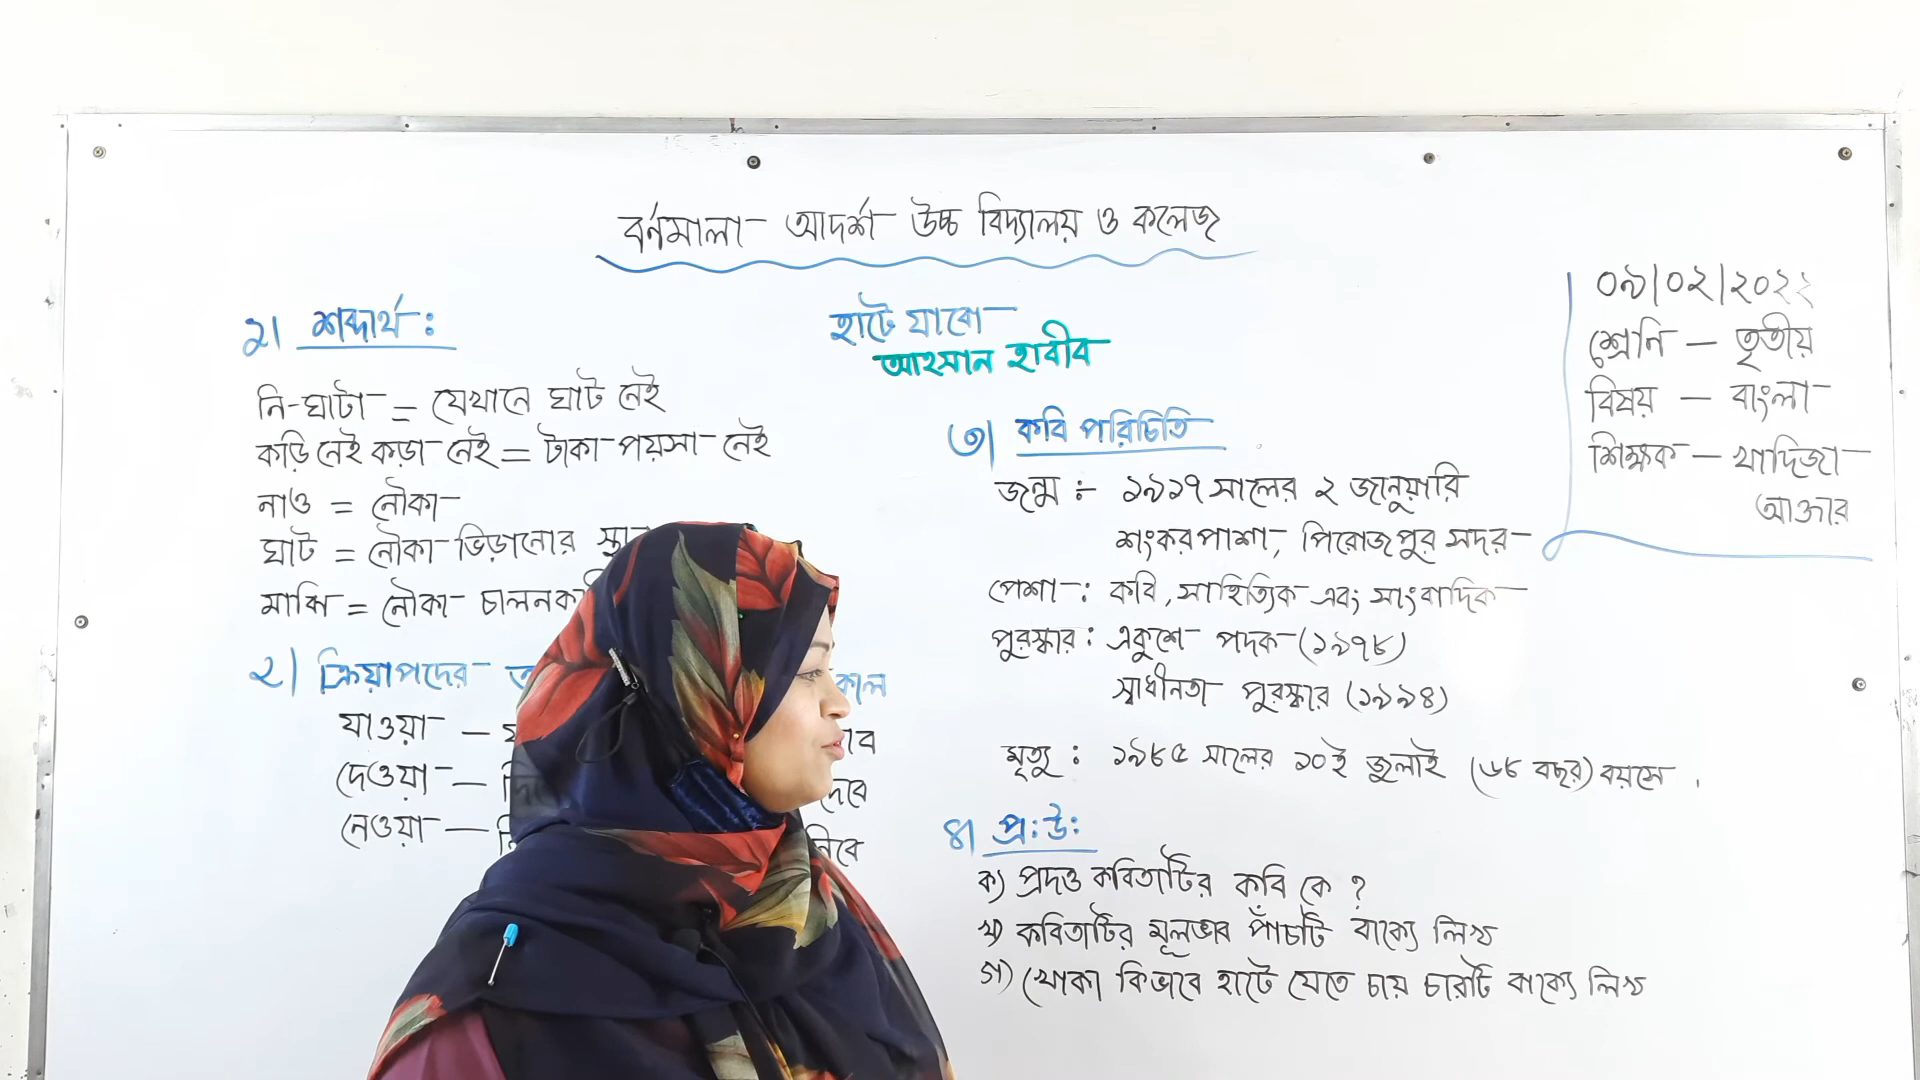 বর্ণমালা আদর্শ উচ্চ বিদ্যালয় ও কলেজ
০৯/০২/২০২২
শ্রেণি - তৃতীয়
বিষয় - বাংলা
শিক্ষক - খাদিজা
আক্তার
হাটে যাবো
আহসান হাবীব
১। শব্দার্থ :
নি-ঘাটা = যেখানে ঘাট নেই
কড়ি নেই কড়া নেই = টাকা পয়সা নেই
নাও = নৌকা
ঘাট = নৌকা ভিড়ানোর
মাঝি = নৌকা
২। ক্রিয়াপদের কাল
যাওয়া -
দেওয়া - দেবে
নেওয়া - নিবে
৩। কবি পরিচিতি
জন্ম :- ১৯১৭ সালের ২ জানুয়ারি
শংকরপাশা, পিরোজপুর সদর
পেশা : কবি, সাহিত্যিক এবং সাংবাদিক
পুরস্কার : একুশে পদক (১৯৭৮)
স্বাধীনতা পুরস্কার (১৯৯৪)
মৃত্যু : ১৯৮৫ সালের ১০ই জুলাই (৬৮ বছর) বয়সে .
৪। প্র: উ:
ক) প্রদত্ত কবিতাটির কবি কে ?
খ) কবিতাটির মূলভাব পাঁচটি বাক্যে লিখ
গ) খোকা কিভাবে হাটে যেতে চায় চারটি বাক্যে লিখ